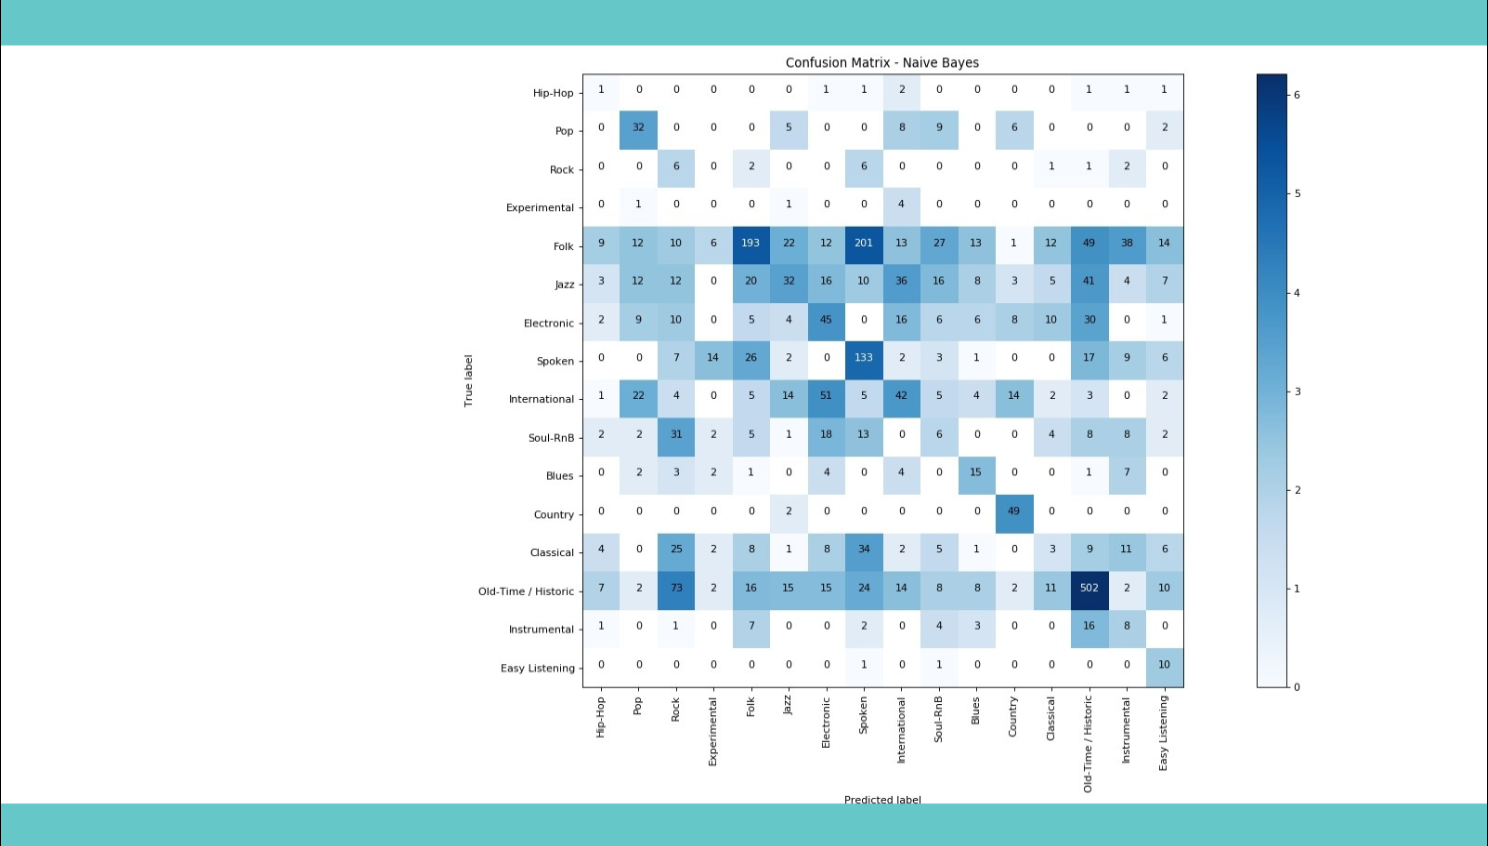 Confusion Matrix - Naive Bayes
Hip-Hop 1 0 0 0 0 0 1 1 2 0 0 0 0 1 1 1
Pop 0 32 0 0 0 5 0 0 8 9 0 6 0 0 0 2
Rock 0 0 6 0 2 0 0 6 0 0 0 0 1 1 2 0
Experimental 0 1 0 0 0 1 0 0 4 0 0 0 0 0 0 0
Folk 9 12 10 6 193 22 12 201 13 27 13 1 12 49 38 14
Jazz 3 12 12 0 20 32 16 10 36 16 8 3 5 41 4 7
Electronic 2 9 10 0 5 4 45 0 16 6 6 8 10 30 0 1
Spoken 0 0 7 14 26 2 0 133 2 3 1 0 0 17 9 6
International 1 22 4 0 5 14 51 5 42 5 4 14 2 3 0 2
Soul-RnB 2 2 31 2 5 1 18 13 0 6 0 0 4 8 8 2
Blues 0 2 3 2 1 0 4 0 4 0 15 0 0 1 7 0
Country 0 0 0 0 0 2 0 0 0 0 0 49 0 0 0 0
Classical 4 0 25 2 8 1 8 34 2 5 1 0 3 9 11 6
Old-Time / Historic 7 2 73 2 16 15 15 24 14 8 8 2 11 502 2 10
Instrumental 1 0 1 0 7 0 0 2 0 4 3 0 0 16 8 0
Easy Listening 0 0 0 0 0 0 0 1 0 1 0 0 0 0 0 10
True label
Hip-Hop
Pop
Rock
Experimental
Folk
Jazz
Electronic
Spoken
International
Soul-RnB
Blues
Country
Classical
Old-Time / Historic
Instrumental
Easy Listening
Predicted label
6
5
4
3
2
1
0